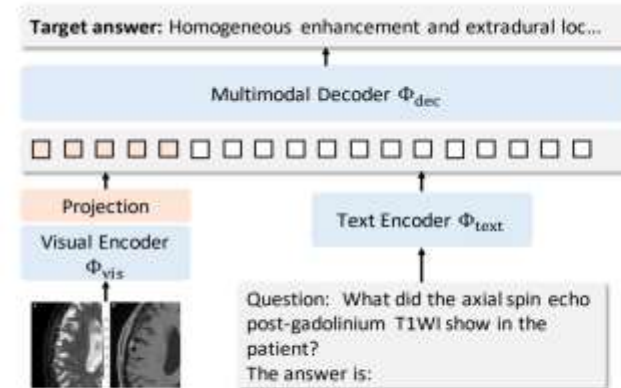 Target answer: Homogeneous enhancement and extradural loc...
Multimodal Decoder Φdec
Projection
Visual Encoder
Φvis
Text Encoder Φtext
Question: What did the axial spin echo
post-gadolinium T1WI show in the
patient?
The answer is: